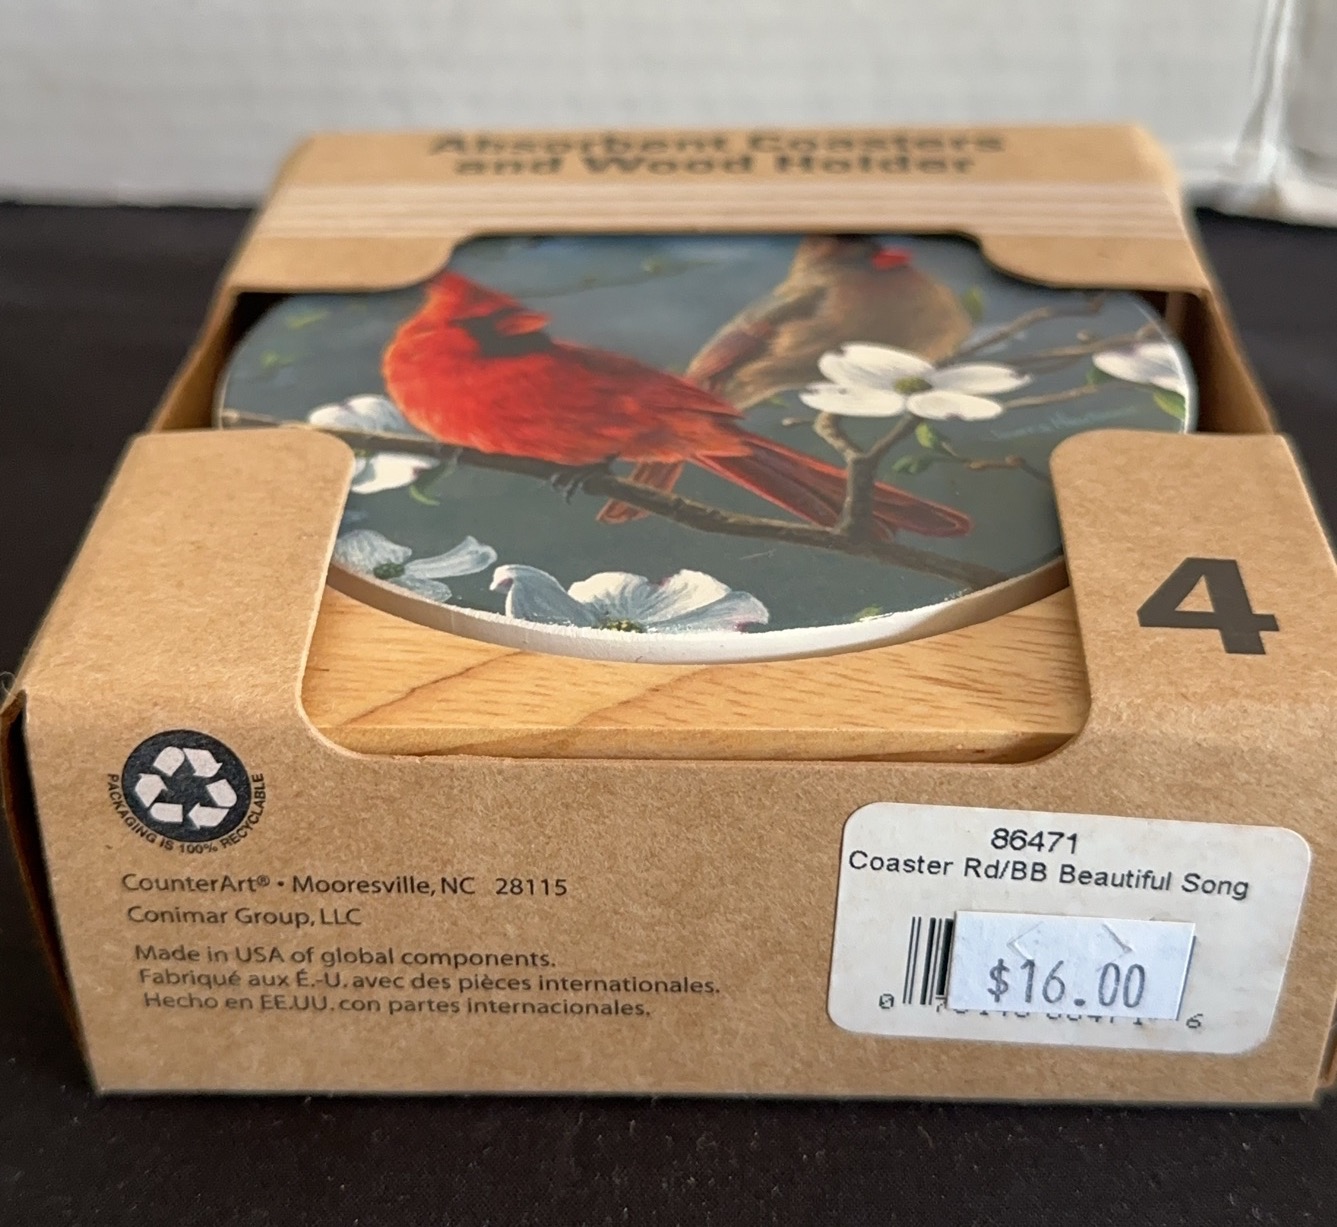 Absorbent Coasters
and Wood Holder
4
PACKAGING IS 100% RECYCLABLE
CounterArt® • Mooresville, NC 28115
Conimar Group, LLC
Made in USA of global components.
Fabriqué aux É.-U. avec des pièces internationales.
Hecho en EE.UU. con partes internacionales.
86471
Coaster Rd/BB Beautiful Song
$16.00
0
6